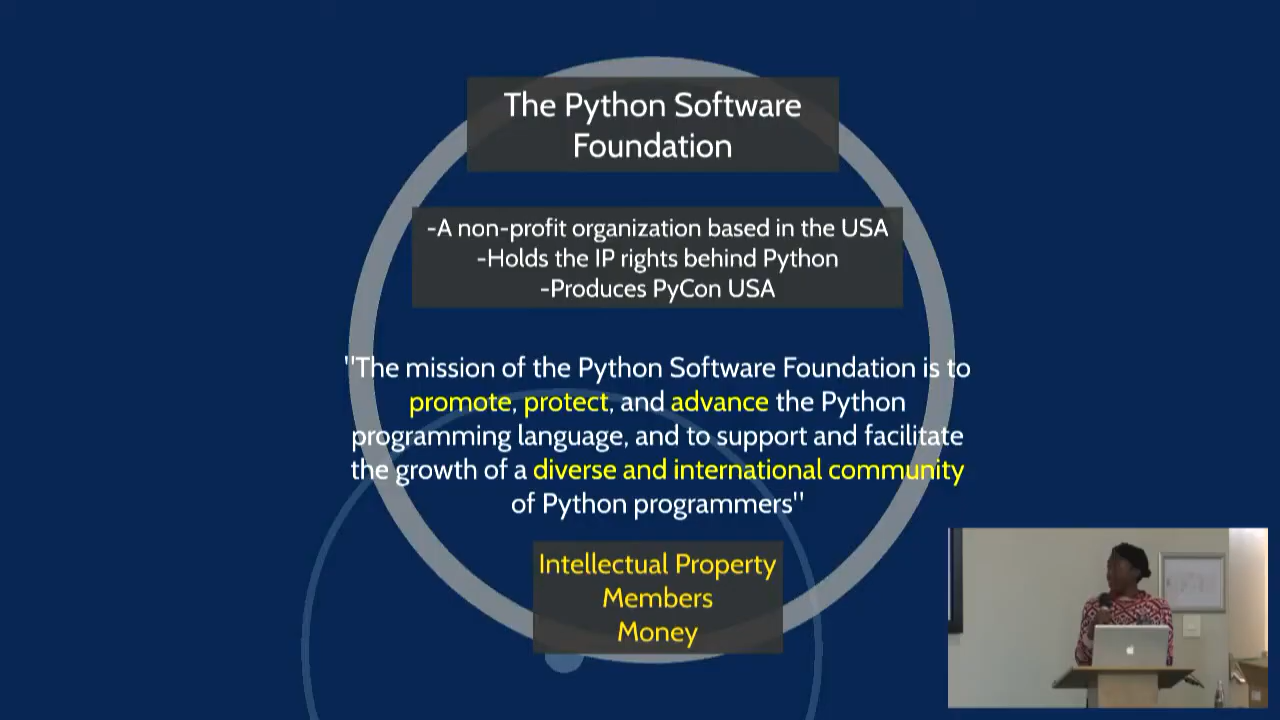 The Python Software
Foundation
-A non-profit organization based in the USA
-Holds the IP rights behind Python
-Produces PyCon USA
"The mission of the Python Software Foundation is to
promote, protect, and advance the Python
programming language, and to support and facilitate
the growth of a diverse and international community
of Python programmers"
Intellectual Property
Members
Money